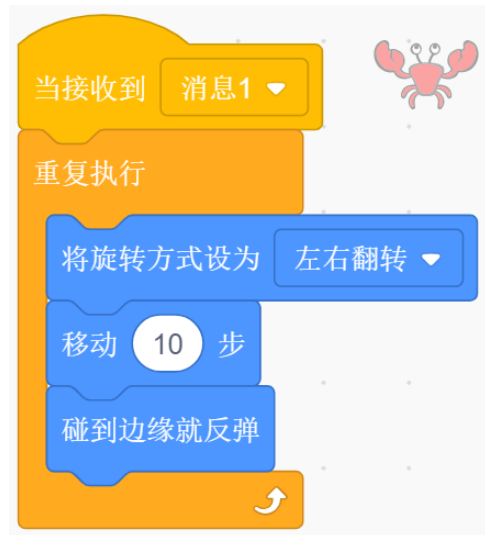 当接收到 消息1
重复执行
将旋转方式设为 左右翻转
移动 10 步
碰到边缘就反弹